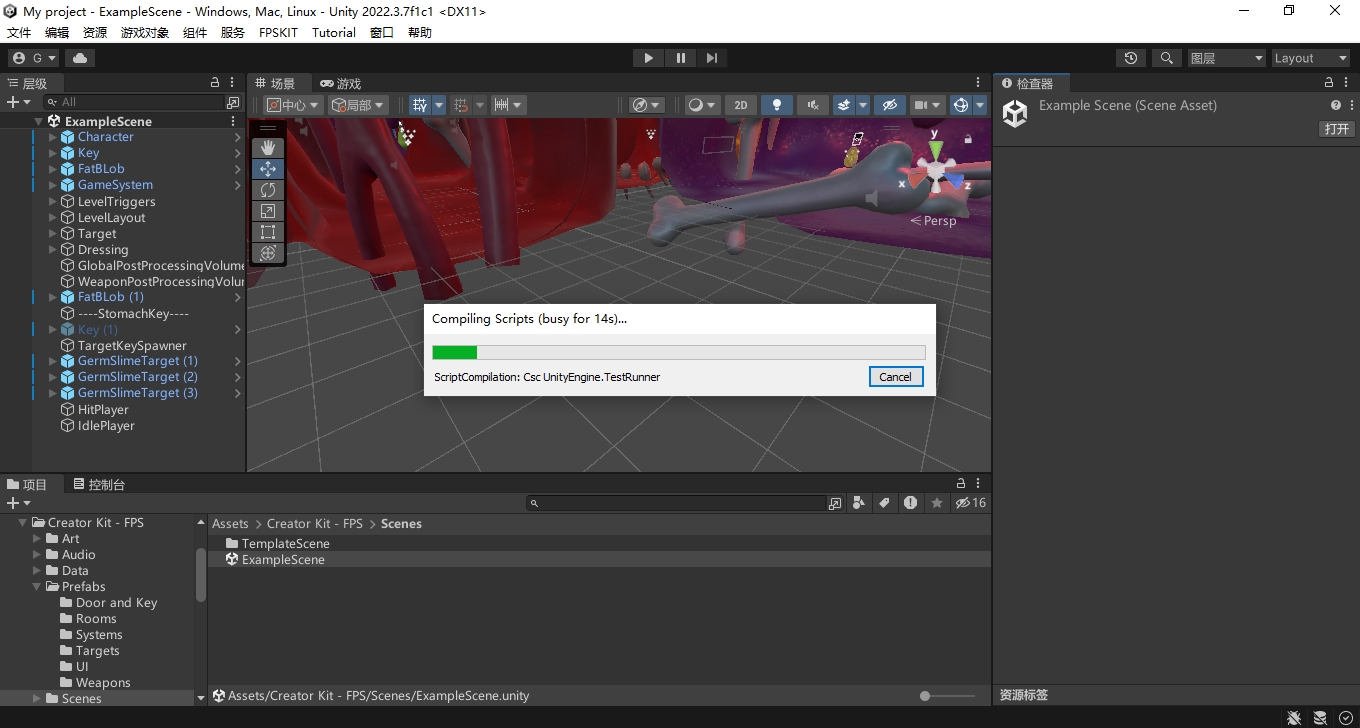 My project - ExampleScene - Windows, Mac, Linux - Unity 2022.3.7f1c1 <DX11>
文件 编辑 资源 游戏对象 组件 服务 FPSKIT Tutorial 窗口 帮助
G 图层 Layout
层级 场景 游戏 检查器
All 中心 局部 2D Example Scene (Scene Asset)
打开
ExampleScene
Character
Key
FatBLob
GameSystem
LevelTriggers
LevelLayout
Target
Dressing
GlobalPostProcessingVolume
WeaponPostProcessingVolu
FatBLob (1)
----StomachKey----
Key (1)
TargetKeySpawner
GermSlimeTarget (1)
GermSlimeTarget (2)
GermSlimeTarget (3)
HitPlayer
IdlePlayer
y
x z
Persp
Compiling Scripts (busy for 14s)...
ScriptCompilation: Csc UnityEngine.TestRunner Cancel
项目 控制台
16
Creator Kit - FPS
Art
Audio
Data
Prefabs
Door and Key
Rooms
Systems
Targets
UI
Weapons
Scenes
Assets > Creator Kit - FPS > Scenes
TemplateScene
ExampleScene
Assets/Creator Kit - FPS/Scenes/ExampleScene.unity
资源标签